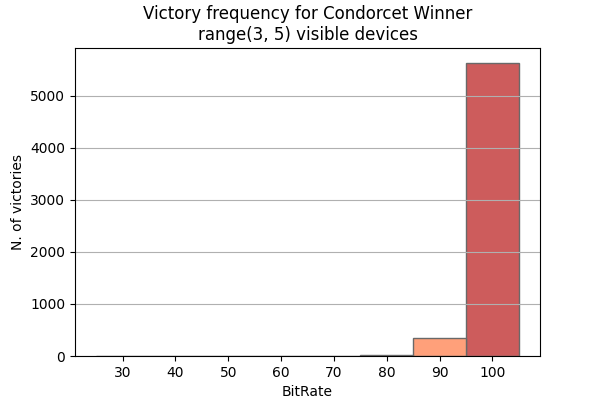 Victory frequency for Condorcet Winner
range(3, 5) visible devices
N. of victories
5000
4000
3000
2000
1000
0
30 40 50 60 70 80 90 100
BitRate